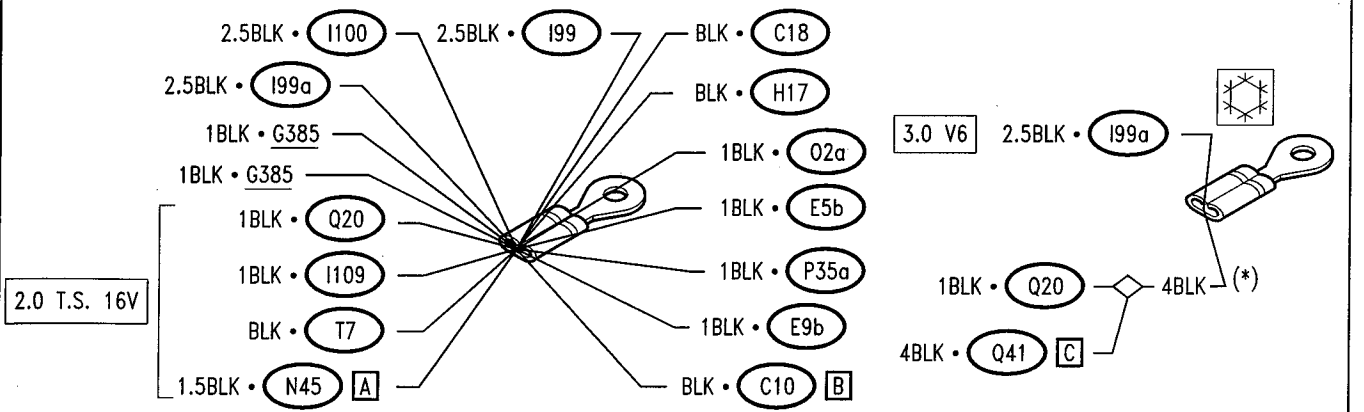 2.5BLK • I100
2.5BLK • I99
BLK • C18
2.5BLK • I99a
BLK • H17
1BLK • G385
3.0 V6
2.5BLK • I99a
1BLK • O2a
1BLK • G385
1BLK • Q20
1BLK • E5b
1BLK • I109
1BLK • P35a
1BLK • Q20
4BLK
(*)
2.0 T.S. 16V
BLK • T7
1BLK • E9b
4BLK • Q41 C
1.5BLK • N45 A
BLK • C10 B